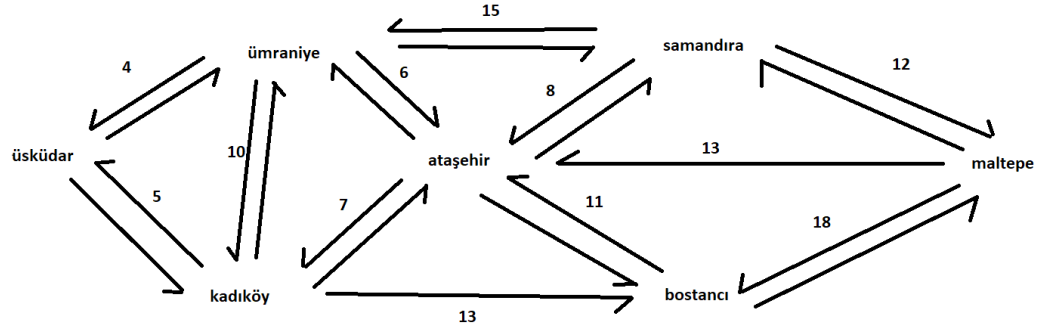 15
ümraniye
samandıra
4
6
8
12
üsküdar
10
ataşehir
13
maltepe
5
7
11
18
kadıköy
13
bostancı